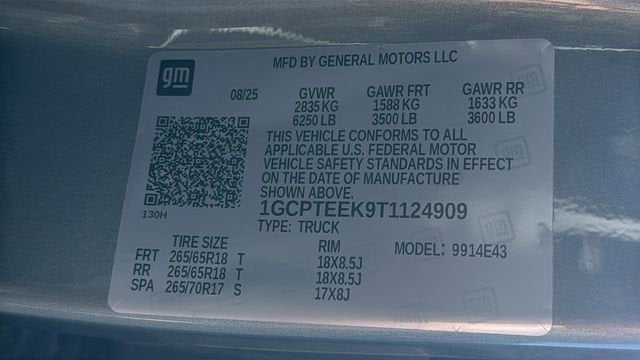 gm
MFD BY GENERAL MOTORS LLC
08/25
GVWR GAWR FRT GAWR RR
2835 KG 1588 KG 1633 KG
6250 LB 3500 LB 3600 LB
THIS VEHICLE CONFORMS TO ALL
APPLICABLE U.S. FEDERAL MOTOR
VEHICLE SAFETY STANDARDS IN EFFECT
ON THE DATE OF MANUFACTURE
SHOWN ABOVE.
130H
1GCPTEEK9T1124909
TYPE: TRUCK
TIRE SIZE RIM MODEL: 9914E43
FRT 265/65R18 T 18X8.5J
RR 265/65R18 T 18X8.5J
SPA 265/70R17 S 17X8J